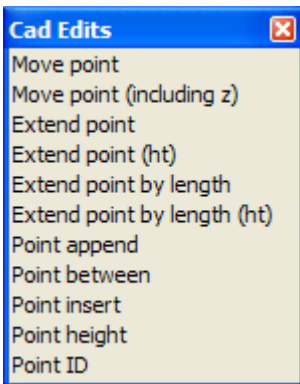 Cad Edits
Move point
Move point (including z)
Extend point
Extend point (ht)
Extend point by length
Extend point by length (ht)
Point append
Point between
Point insert
Point height
Point ID